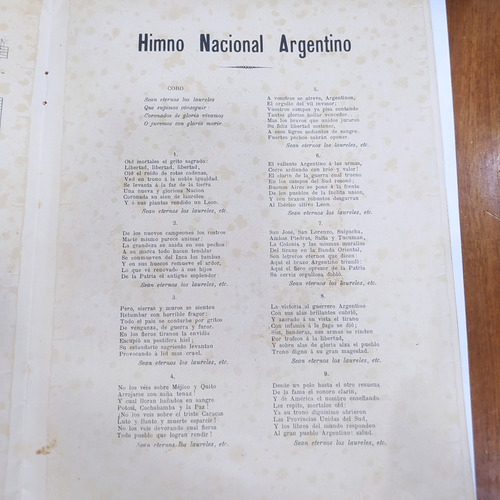 Himno Nacional Argentino
CORO
Sean eternos los laureles
Que supimos conseguir
Coronados de gloria vivamos
O juremos con gloria morir.
1.
Oíd mortales el grito sagrado:
Libertad, libertad, libertad,
Oíd el ruido de rotas cadenas,
Ved en trono á la noble igualdad.
Se levanta á la faz de la tierra
Una nueva y gloriosa Nacion
Coronada su sien de laureles
Y á sus plantas rendido un Leon.
Sean eternos los laureles, etc.
2.
De los nuevos campeones los rostros
Marte mismo parece animar
La grandeza se anida en sus pechos
A su marcha todo hacen temblar
Se conmueven del Inca las tumbas
Y en sus huesos remueve el ardor,
Lo que vé renovado á sus hijos
De la Patria el antiguo esplendor
Sean eternos los laureles, etc.
3.
Pero, sierras y muros se sienten
Retumbar con horrible fragor:
Todo el país se conturba por gritos
De venganza, de guerra y furor.
En los fieros tiranos la envidia
Escupió su pestífera hiel;
Su estandarte sagriento levantan
Provocando á lid mas cruel.
Sean eternos los laureles, etc.
4.
No los veis sobre Méjico y Quito
Arrojarse con saña tenaz
Y cual lloran bañados en sangre
Potosí, Cochabamba y la Paz?
No los veis sobre el triste Caracas
Luto y llanto y muerte esparcir?
No los veis devorando cual fieras
Todo pueblo que logran rendir?
Sean eternos los laureles, etc.
5.
A vosotros se atreve, Argentinos,
El orgullo del vil invasor;
Vuestros campos ya pisa contando
Tantas glorias hollar vencedor
Mas los bravos que unidos juraron
Su feliz libertad sostener,
A esos tigres sedientos de sangre
Fuertes pechos sabrán oponer.
Sean eternos los laureles, etc.
6.
El valiente Argentino á las armas,
Corre ardiendo con brio y valor!
El clarin de la guerra cual trueno
En los campos del Sud resonó;
Buenos Aires se pone á la frente
De los pueblos de la ínclita union,
Y con brazos robustos desgarran
Al Ibérico altivo Leon.
Sean eternos los laureles, etc.
7.
San José, San Lorenzo, Suipacha,
Ambas Piedras, Salta y Tucuman,
La Colonia y las mismas murallas
Del tirano en la Banda Oriental,
Son letreros eternos que dicen:
Aquí el brazo Argentino triunfó:
Aquí el fiero opresor de la Patria
Su cerviz orgullosa dobló.
Sean eternos los laureles, etc.
8.
La victoria al guerrero Argentino
Con sus alas brillantes cubrió,
Y azorado á su vista el tirano
Con infamia á la fuga se dió;
Sus banderas, sus armas se rinden
Por trofeos á la libertad,
Y sobre alas de gloria alza el pueblo
Trono digno á su gran magestad.
Sean eternos los laureles, etc.
9.
Desde un polo hasta el otro resuena
De la fama el sonoro clarin,
Y de América el nombre enseñando
Les repite, mortales oíd:
Ya su trono dignísimo abrieron
Las Provincias Unidas del Sud,
Y los libres del mundo responden
Al gran pueblo Argentino: salud.
Sean eternos los laureles, etc.